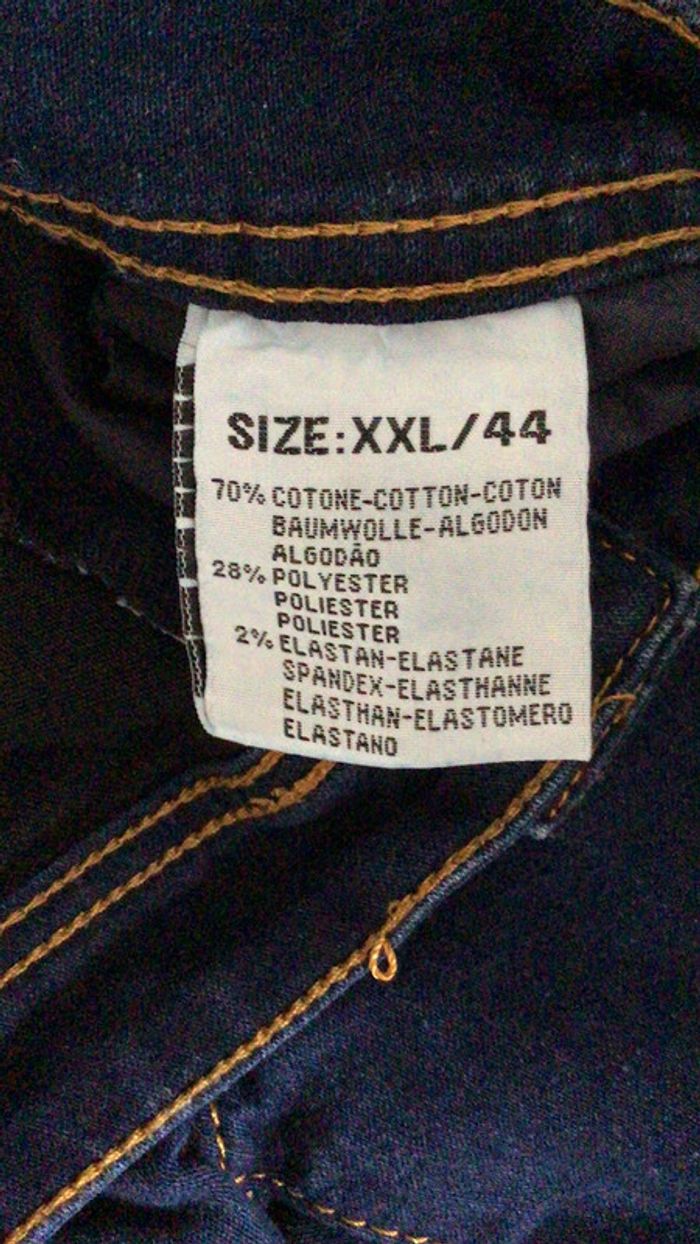 SIZE:XXL/44
70% COTONE-COTTON-COTON
BAUMWOLLE-ALGODON
ALGODÃO
28% POLYESTER
POLIESTER
POLIESTER
2% ELASTAN-ELASTANE
SPANDEX-ELASTHANNE
ELASTHAN-ELASTOMERO
ELASTANO